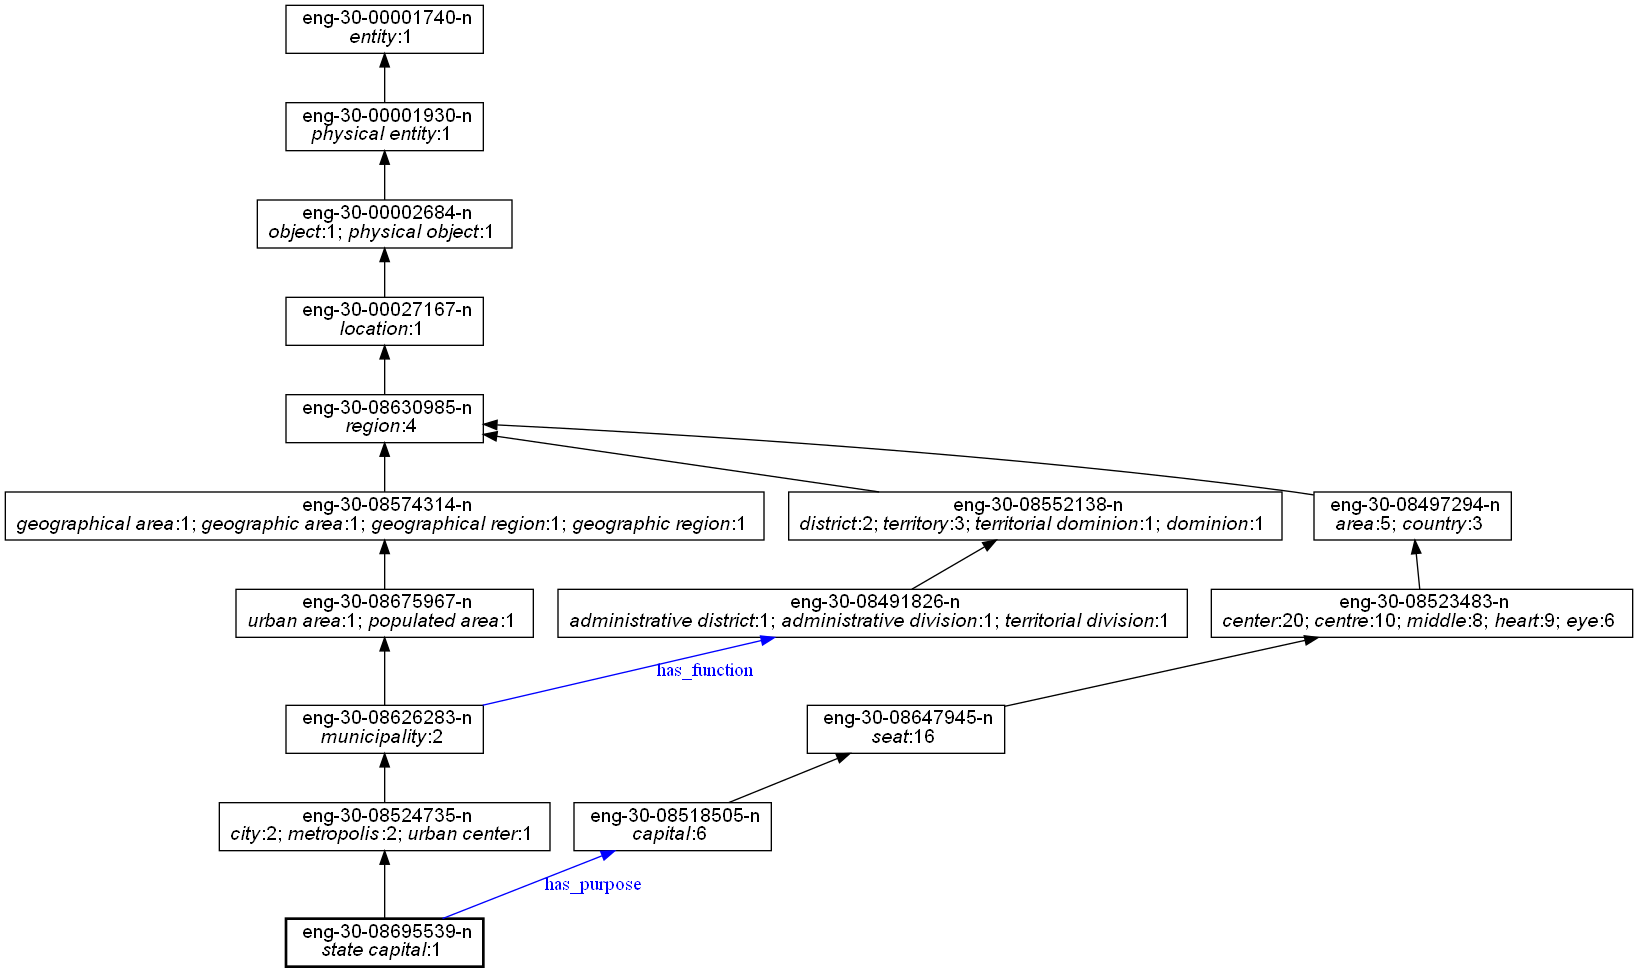 eng-30-00001740-n
entity:1
eng-30-00001930-n
physical entity:1
eng-30-00002684-n
object:1; physical object:1
eng-30-00027167-n
location:1
eng-30-08630985-n
region:4
eng-30-08574314-n
geographical area:1; geographic area:1; geographical region:1; geographic region:1
eng-30-08552138-n
district:2; territory:3; territorial dominion:1; dominion:1
eng-30-08497294-n
area:5; country:3
eng-30-08675967-n
urban area:1; populated area:1
eng-30-08491826-n
administrative district:1; administrative division:1; territorial division:1
eng-30-08523483-n
center:20; centre:10; middle:8; heart:9; eye:6
has_function
eng-30-08626283-n
municipality:2
eng-30-08647945-n
seat:16
eng-30-08524735-n
city:2; metropolis:2; urban center:1
eng-30-08518505-n
capital:6
has_purpose
eng-30-08695539-n
state capital:1